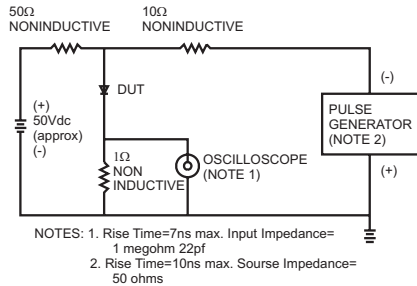 50Ω
NONINDUCTIVE
10Ω
NONINDUCTIVE
DUT
(+)
50Vdc
(approx)
(-)
1Ω
NON
INDUCTIVE
OSCILLOSCOPE
(NOTE 1)
(-)
PULSE
GENERATOR
(NOTE 2)
(+)
NOTES: 1. Rise Time=7ns max. Input Impedance=
1 megohm 22pf
2. Rise Time=10ns max. Sourse Impedance=
50 ohms